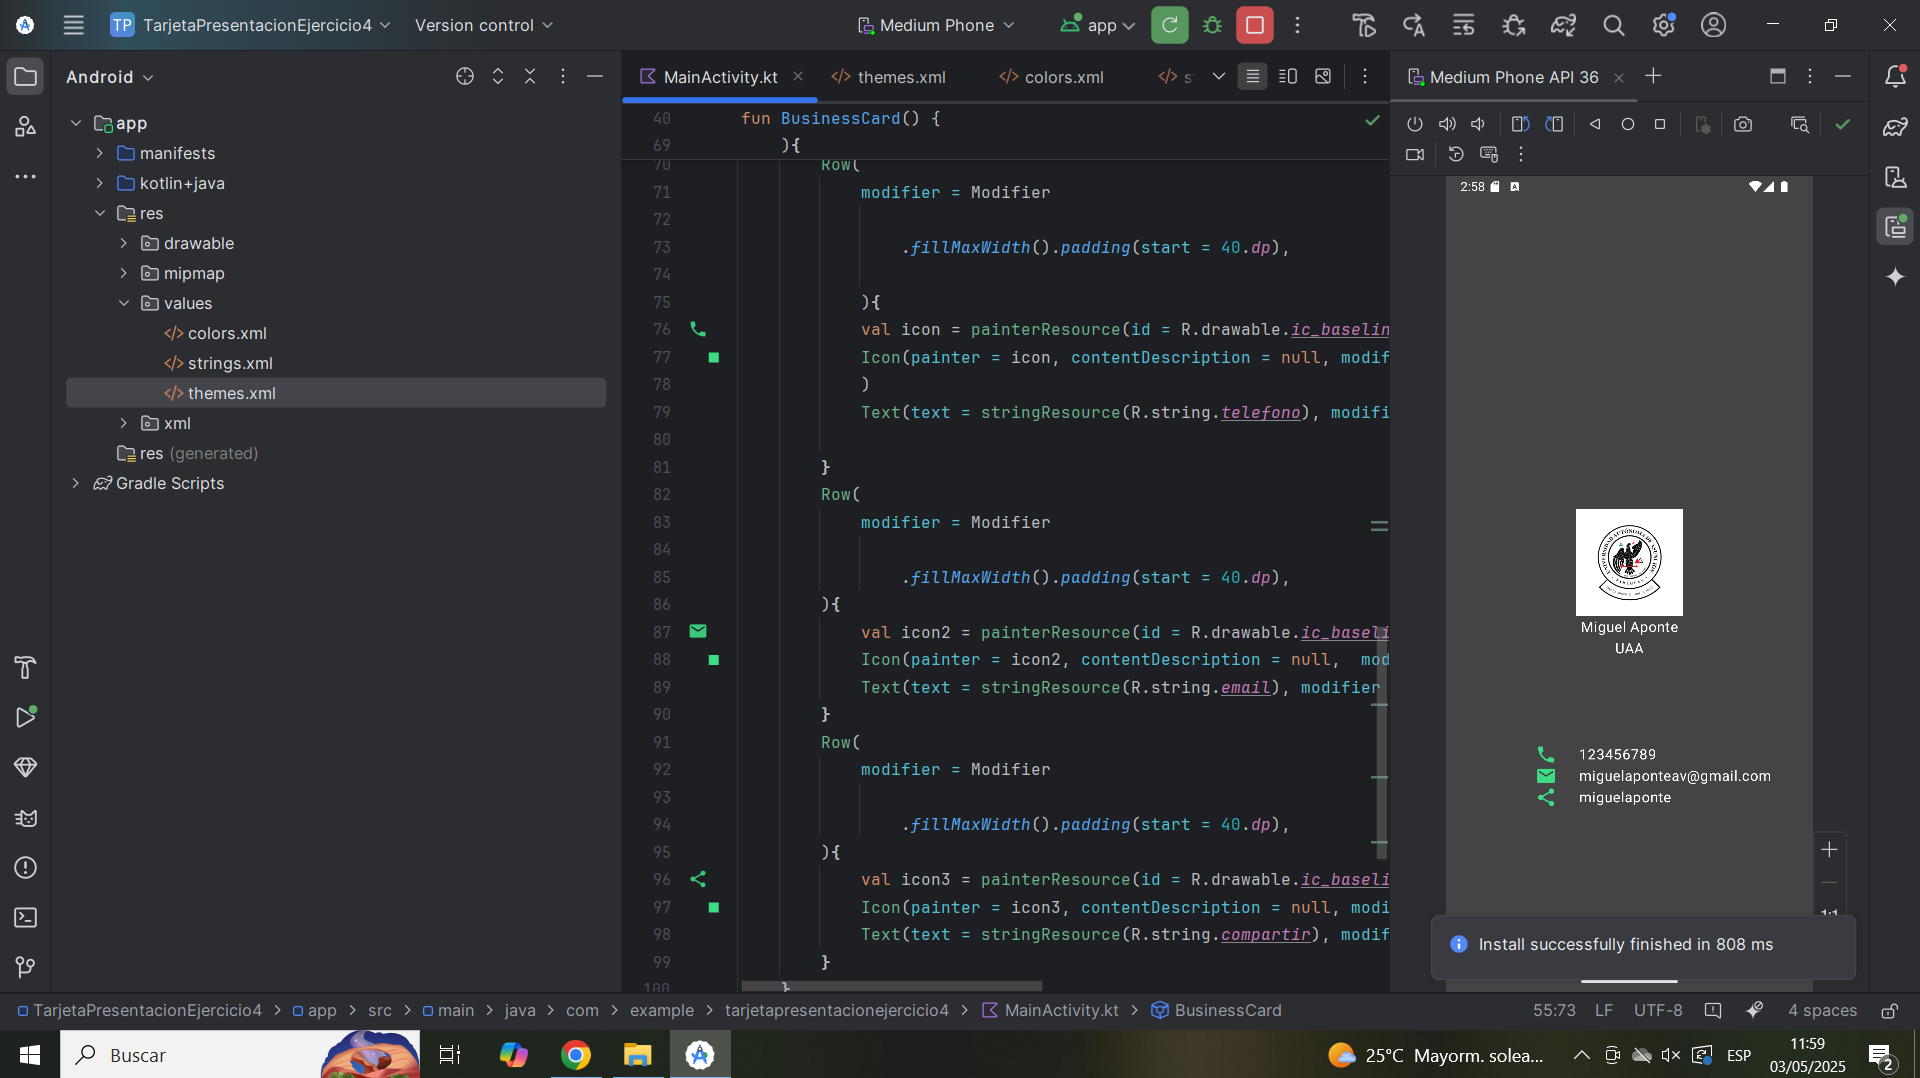 TP TarjetaPresentacionEjercicio4 Version control Medium Phone app
Android
app
manifests
kotlin+java
res
drawable
mipmap
values
colors.xml
strings.xml
themes.xml
xml
res (generated)
Gradle Scripts
MainActivity.kt themes.xml colors.xml
40 fun BusinessCard() {
69 ){
70 Row(
71 modifier = Modifier
72
73 .fillMaxWidth().padding(start = 40.dp),
74
75 ){
76 val icon = painterResource(id = R.drawable.ic_baselin
77 Icon(painter = icon, contentDescription = null, modif
78 )
79 Text(text = stringResource(R.string.telefono), modifi
80
81 }
82 Row(
83 modifier = Modifier
84
85 .fillMaxWidth().padding(start = 40.dp),
86 ){
87 val icon2 = painterResource(id = R.drawable.ic_baseli
88 Icon(painter = icon2, contentDescription = null, mod
89 Text(text = stringResource(R.string.email), modifier
90 }
91 Row(
92 modifier = Modifier
93
94 .fillMaxWidth().padding(start = 40.dp),
95 ){
96 val icon3 = painterResource(id = R.drawable.ic_baseli
97 Icon(painter = icon3, contentDescription = null, modi
98 Text(text = stringResource(R.string.compartir), modif
99 }
100 }
Medium Phone API 36
2:58
Miguel Aponte
UAA
123456789
miguelaponteav@gmail.com
miguelaponte
1:1
Install successfully finished in 808 ms
TarjetaPresentacionEjercicio4 > app > src > main > java > com > example > tarjetapresentacionejercicio4 > MainActivity.kt > BusinessCard 55:73 LF UTF-8 4 spaces
Buscar
25°C Mayorm. solea... ESP
11:59
03/05/2025
2